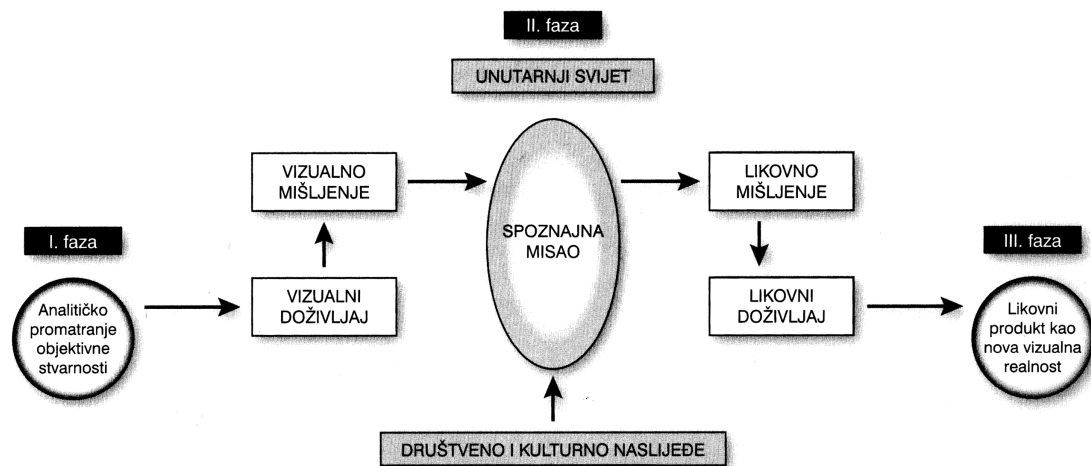 II. faza
UNUTARNJI SVIJET
VIZUALNO
MIŠLJENJE
LIKOVNO
MIŠLJENJE
SPOZNAJNA
MISAO
I. faza
III. faza
VIZUALNI
DOŽIVLJAJ
LIKOVNI
DOŽIVLJAJ
Analitičko
promatranje
objektivne
stvarnosti
Likovni
produkt kao
nova vizualna
realnost
DRUŠTVENO I KULTURNO NASLIJEĐE